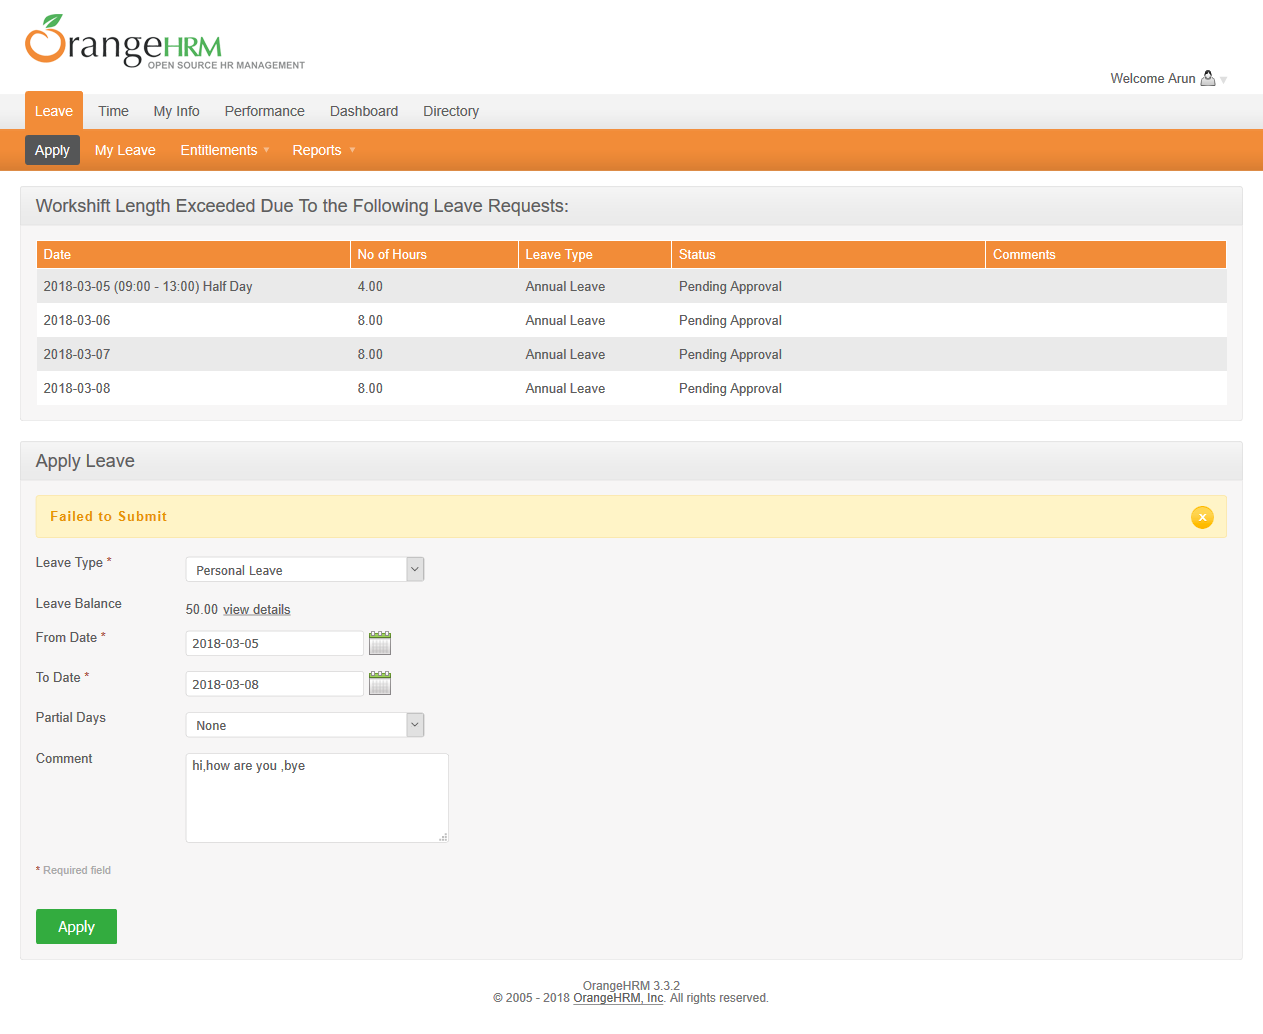 OrangeHRM
OPEN SOURCE HR MANAGEMENT
Welcome Arun
Leave Time My Info Performance Dashboard Directory
Apply My Leave Entitlements Reports
Workshift Length Exceeded Due To the Following Leave Requests:
Date No of Hours Leave Type Status Comments
2018-03-05 (09:00 - 13:00) Half Day 4.00 Annual Leave Pending Approval
2018-03-06 8.00 Annual Leave Pending Approval
2018-03-07 8.00 Annual Leave Pending Approval
2018-03-08 8.00 Annual Leave Pending Approval
Apply Leave
Failed to Submit x
Leave Type * Personal Leave
Leave Balance 50.00 view details
From Date * 2018-03-05
To Date * 2018-03-08
Partial Days None
Comment hi,how are you ,bye
* Required field
Apply
OrangeHRM 3.3.2
© 2005 - 2018 OrangeHRM, Inc. All rights reserved.